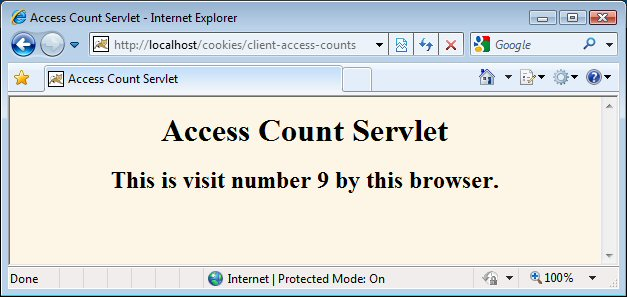 Access Count Servlet - Internet Explorer
http://localhost/cookies/client-access-counts
Google
Access Count Servlet
Access Count Servlet
This is visit number 9 by this browser.
Done
Internet | Protected Mode: On
100%